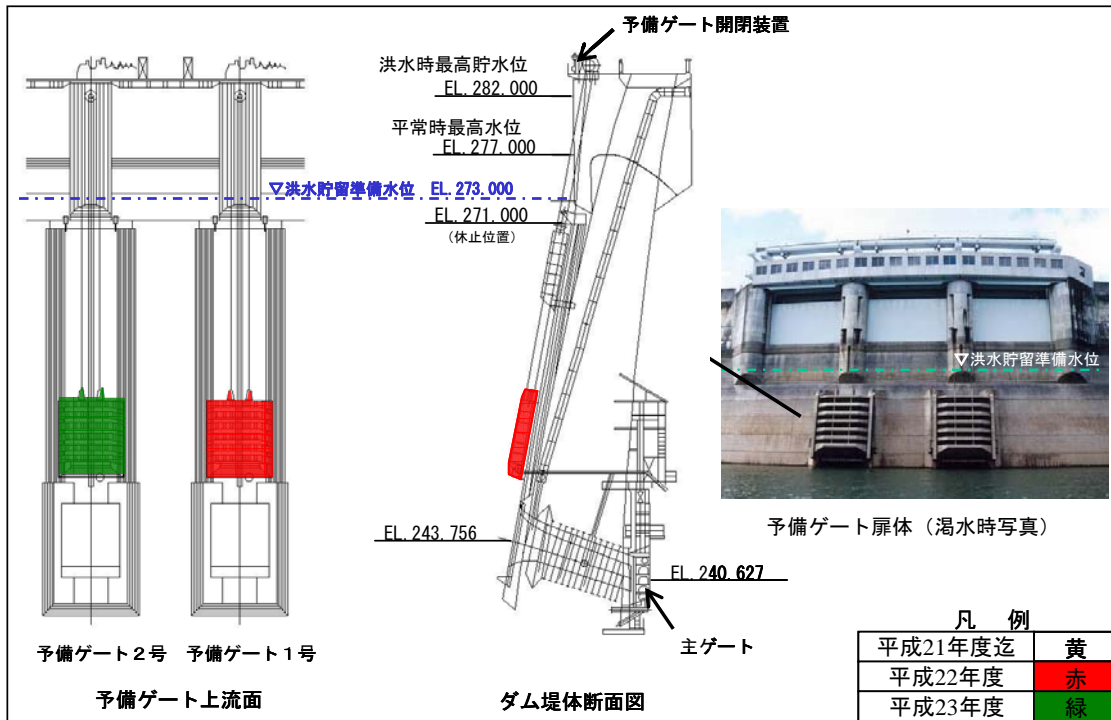 予備ゲート開閉装置
洪水時最高貯水位
EL.282.000
平常時最高水位
EL.277.000
▽洪水貯留準備水位 EL.273.000
EL.271.000
(休止位置)
▽洪水貯留準備水位
予備ゲート扉体（渇水時写真）
EL.243.756
EL.240.627
主ゲート
予備ゲート2号 予備ゲート1号
予備ゲート上流面
ダム堤体断面図
凡 例
平成21年度迄 黄
平成22年度 赤
平成23年度 緑